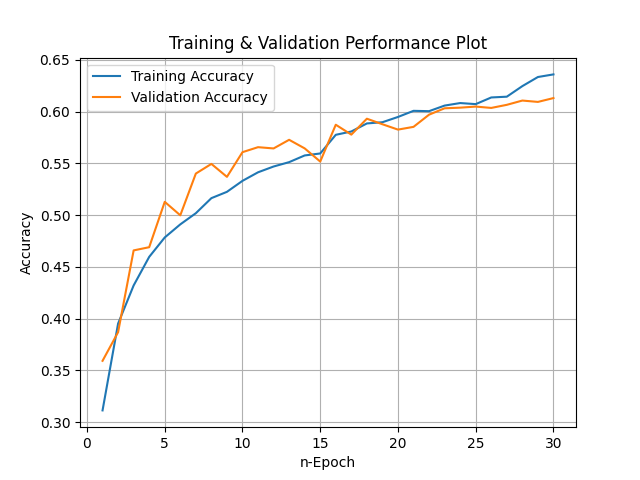 Training & Validation Performance Plot
Training Accuracy
Validation Accuracy
0.65
0.60
0.55
0.50
0.45
0.40
0.35
0.30
Accuracy
0 5 10 15 20 25 30
n-Epoch